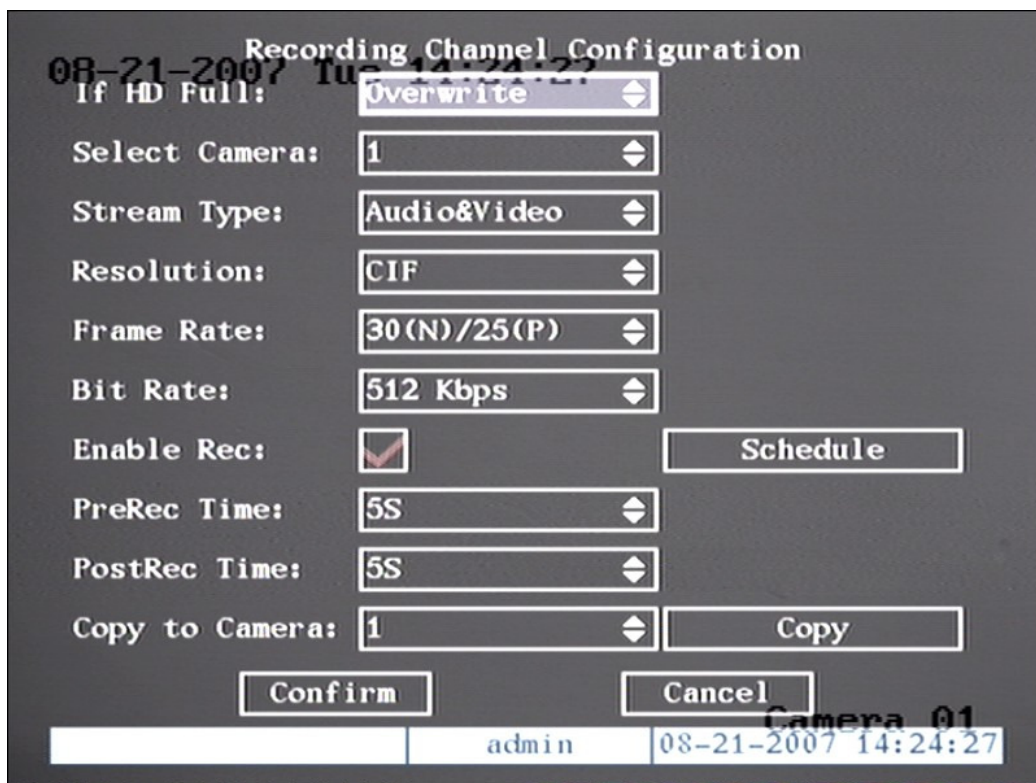 Recording Channel Configuration
08-21-2007 Tue 14:24:27
If HD Full: Overwrite
Select Camera: 1
Stream Type: Audio&Video
Resolution: CIF
Frame Rate: 30(N)/25(P)
Bit Rate: 512 Kbps
Enable Rec: Schedule
PreRec Time: 5S
PostRec Time: 5S
Copy to Camera: 1 Copy
Confirm Cancel
Camera 01
admin 08-21-2007 14:24:27